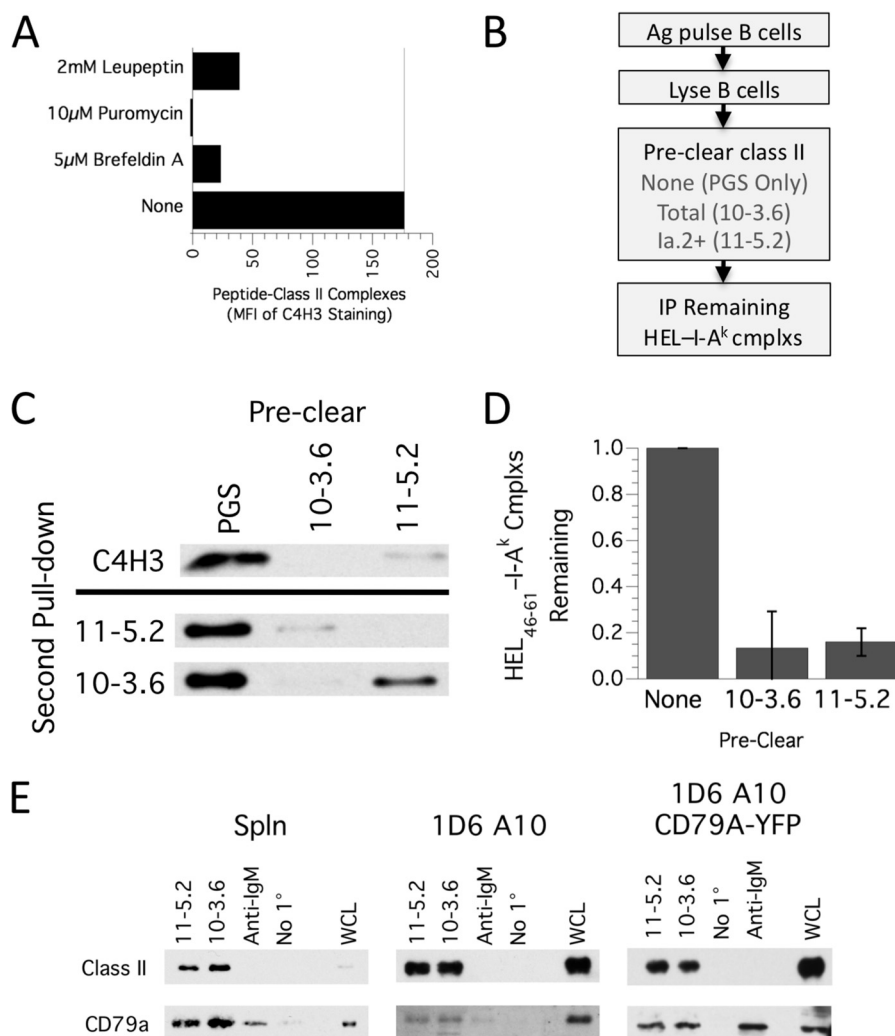 A
2mM Leupeptin
10µM Puromycin
5µM Brefeldin A
None
0
50
100
150
200
Peptide-Class II Complexes
(MFI of C4H3 Staining)
B
Ag pulse B cells
Lyse B cells
Pre-clear class II
None (PGS Only)
Total (10-3.6)
Ia.2+ (11-5.2)
IP Remaining
HEL–I-Aᵏ cmplxs
C
Pre-clear
PGS
10-3.6
11-5.2
Second Pull-down
C4H3
11-5.2
10-3.6
D
HEL₄₆₋₆₁–I-Aᵏ Cmplxs
Remaining
1.0
0.8
0.6
0.4
0.2
0.0
None
10-3.6
11-5.2
Pre-Clear
E
Spln
11-5.2
10-3.6
Anti-IgM
No 1°
WCL
1D6 A10
11-5.2
10-3.6
Anti-IgM
No 1°
WCL
1D6 A10
CD79A-YFP
11-5.2
10-3.6
No 1°
Anti-IgM
WCL
Class II
CD79a